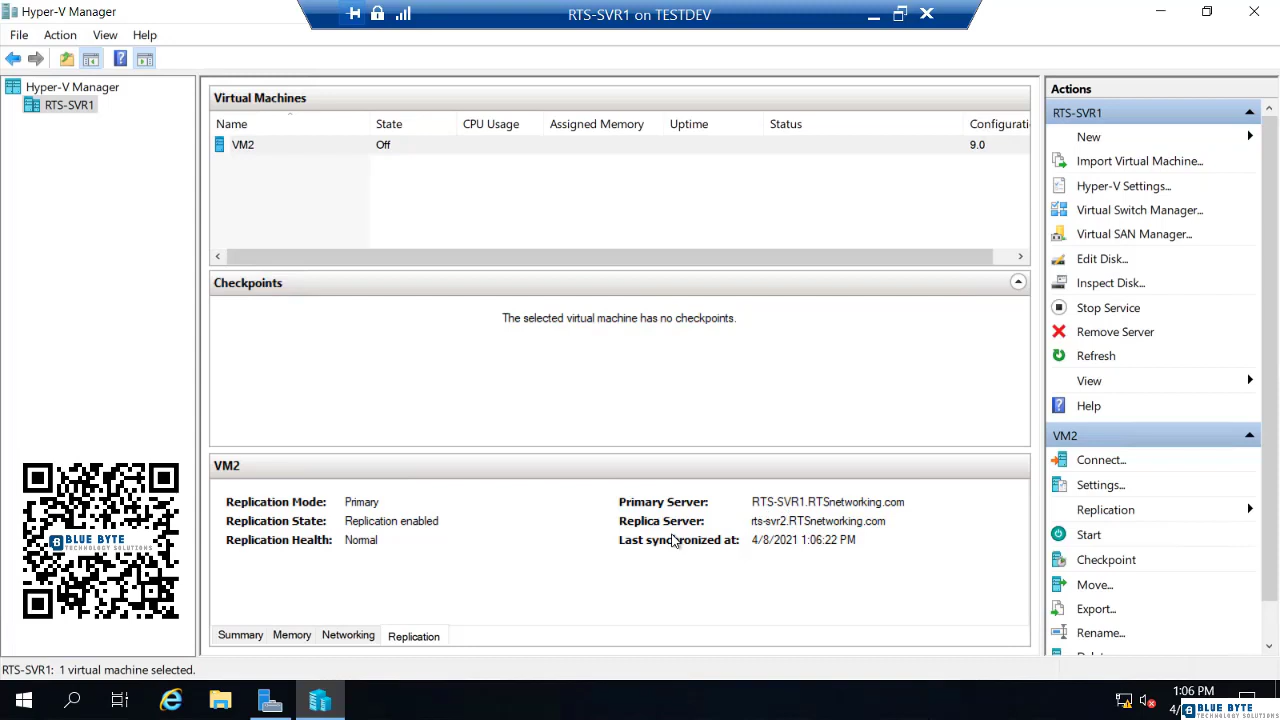 Hyper-V Manager
RTS-SVR1 on TESTDEV
File Action View Help
Hyper-V Manager
RTS-SVR1
Virtual Machines
Name State CPU Usage Assigned Memory Uptime Status Configurati
VM2 Off 9.0
Checkpoints
The selected virtual machine has no checkpoints.
VM2
Replication Mode: Primary
Replication State: Replication enabled
Replication Health: Normal
Primary Server: RTS-SVR1.RTSnetworking.com
Replica Server: rts-svr2.RTSnetworking.com
Last synchronized at: 4/8/2021 1:06:22 PM
Summary Memory Networking Replication
Actions
RTS-SVR1
New
Import Virtual Machine...
Hyper-V Settings...
Virtual Switch Manager...
Virtual SAN Manager...
Edit Disk...
Inspect Disk...
Stop Service
Remove Server
Refresh
View
Help
VM2
Connect...
Settings...
Replication
Start
Checkpoint
Move...
Export...
Rename...
BLUE BYTE
TECHNOLOGY SOLUTIONS
RTS-SVR1: 1 virtual machine selected.
1:06 PM
BLUE BYTE
TECHNOLOGY SOLUTIONS